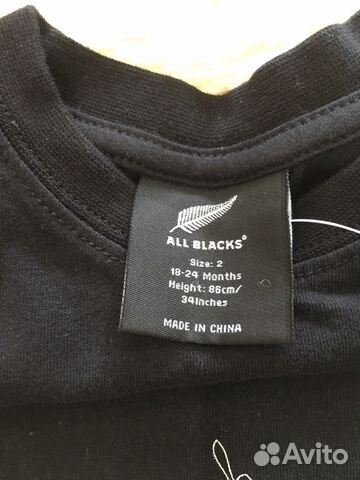 ALL BLACKS®
Size: 2
18-24 Months
Height: 86cm/
34Inches
MADE IN CHINA
Avito